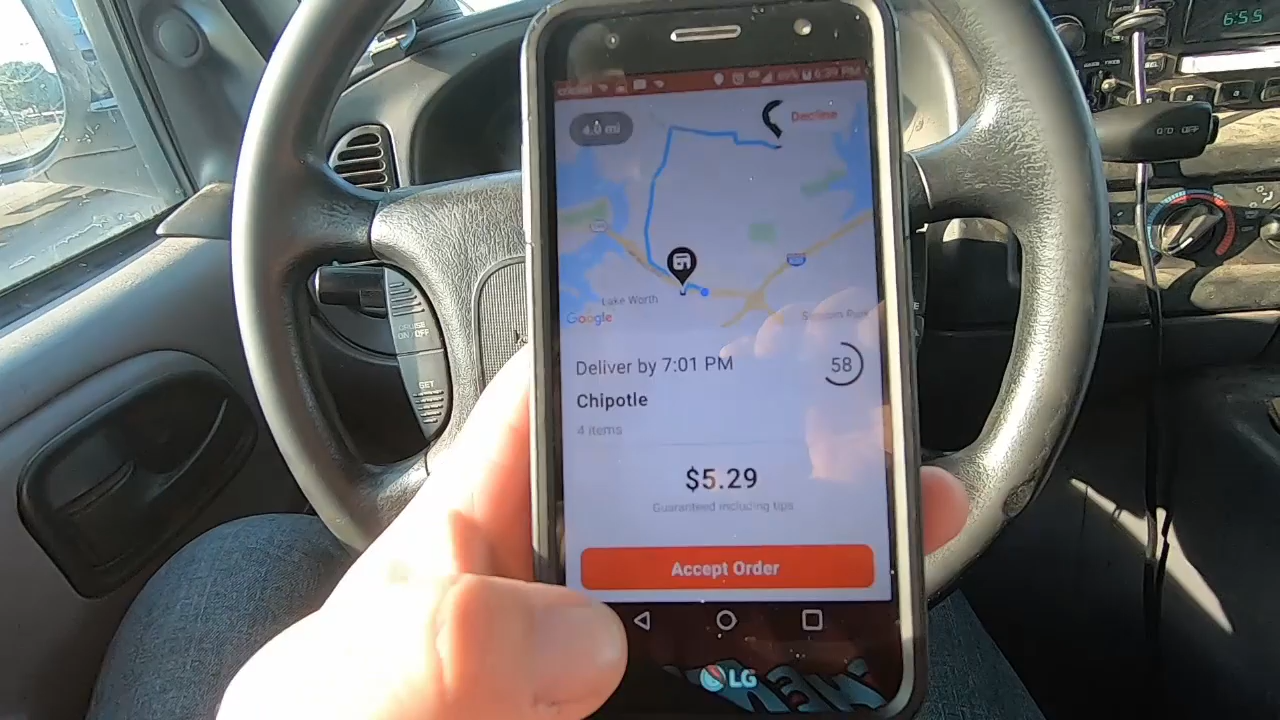 6:55
Decline
4.0 mi
Lake Worth
Google
Deliver by 7:01 PM
58
Chipotle
4 items
$5.29
Guaranteed including tips
Accept Order
LG
CRUISE
ON OFF
SET